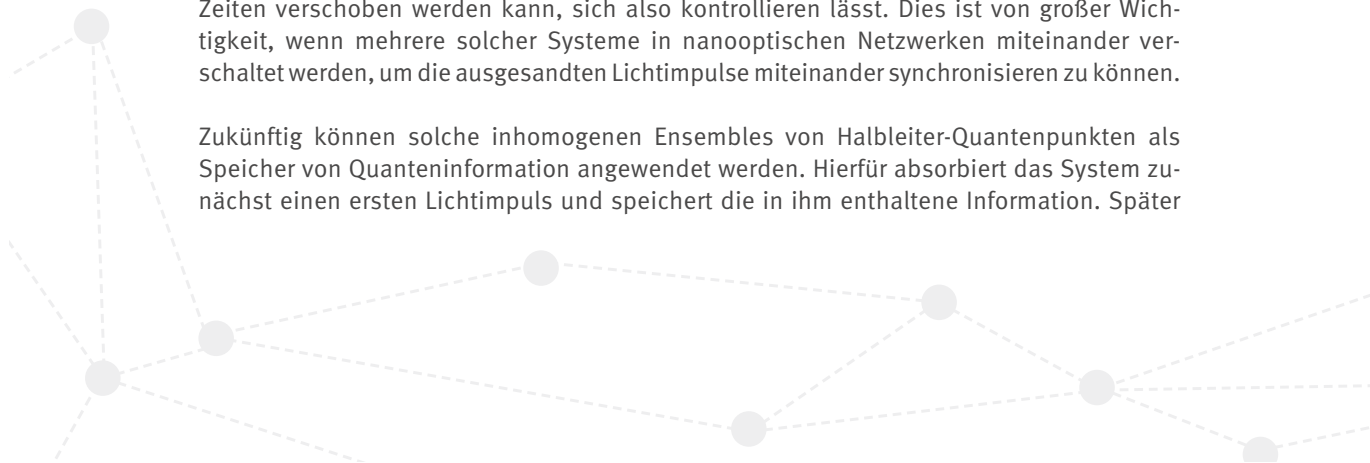 Zeiten verschoben werden kann, sich also kontrollieren lässt. Dies ist von großer Wich-
tigkeit, wenn mehrere solcher Systeme in nanooptischen Netzwerken miteinander ver-
schaltet werden, um die ausgesandten Lichtimpulse miteinander synchronisieren zu können.
Zukünftig können solche inhomogenen Ensembles von Halbleiter-Quantenpunkten als
Speicher von Quanteninformation angewendet werden. Hierfür absorbiert das System zu-
nächst einen ersten Lichtimpuls und speichert die in ihm enthaltene Information. Später